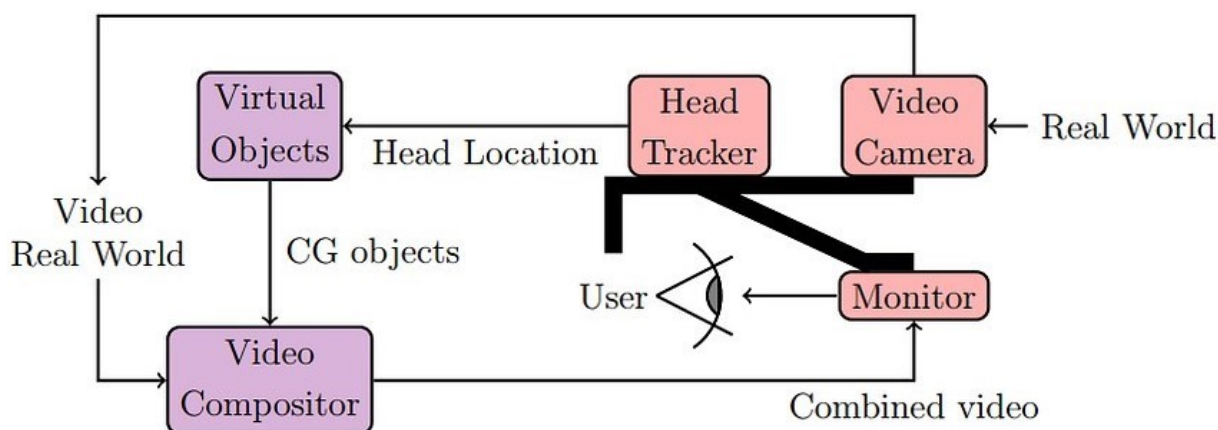 Virtual
Objects
Head
Tracker
Video
Camera
Real World
Head Location
Video
Real World
CG objects
User
Monitor
Video
Compositor
Combined video